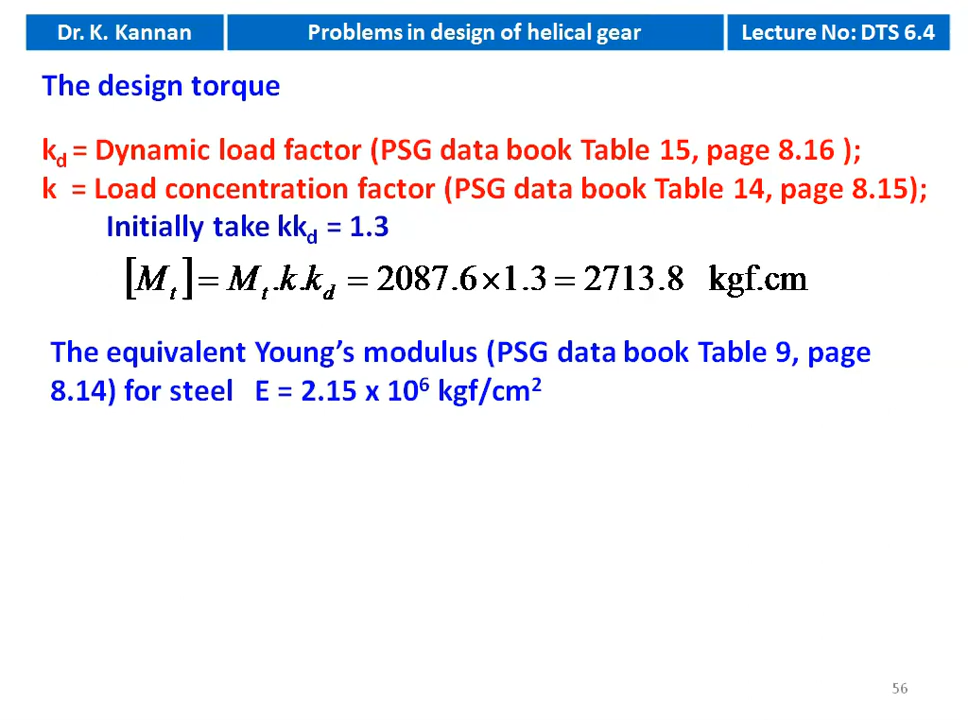 Dr. K. Kannan
Problems in design of helical gear
Lecture No: DTS 6.4
The design torque
k_d = Dynamic load factor (PSG data book Table 15, page 8.16 );
k = Load concentration factor (PSG data book Table 14, page 8.15);
Initially take kk_d = 1.3
[M_t] = M_t.k.k_d = 2087.6×1.3 = 2713.8 kgf.cm
The equivalent Young's modulus (PSG data book Table 9, page
8.14) for steel E = 2.15 x 10⁶ kgf/cm²
56